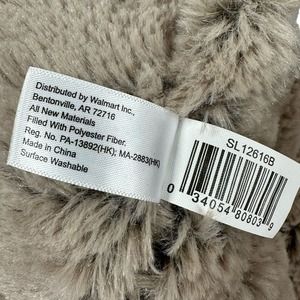 Distributed by Walmart Inc.,
Bentonville, AR 72716
All New Materials
Filled With Polyester Fiber.
Reg. No. PA-13892(HK); MA-2883(HK)
Made in China
Surface Washable
SL12616B
0 34054 80803 9